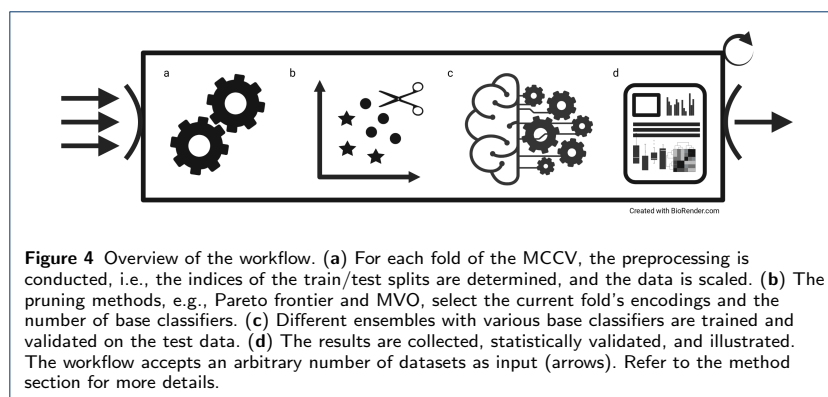 a
b
c
d
Created with BioRender.com
Figure 4 Overview of the workflow. (a) For each fold of the MCCV, the preprocessing is
conducted, i.e., the indices of the train/test splits are determined, and the data is scaled. (b) The
pruning methods, e.g., Pareto frontier and MVO, select the current fold's encodings and the
number of base classifiers. (c) Different ensembles with various base classifiers are trained and
validated on the test data. (d) The results are collected, statistically validated, and illustrated.
The workflow accepts an arbitrary number of datasets as input (arrows). Refer to the method
section for more details.